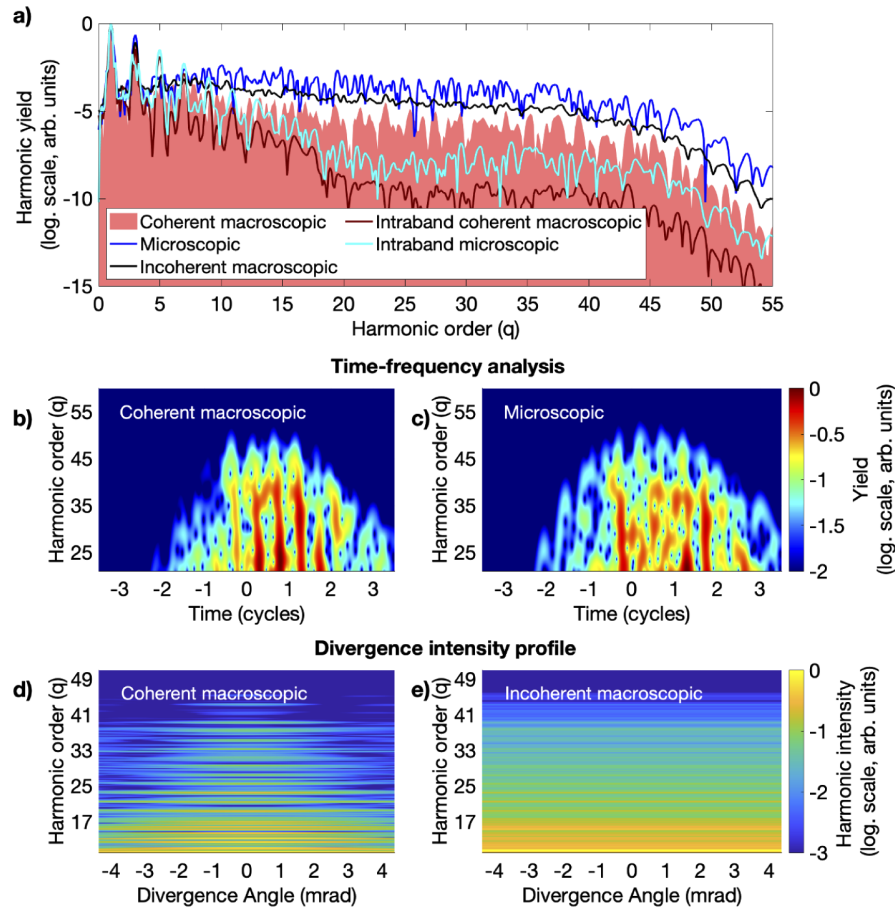 a)
Harmonic yield
(log. scale, arb. units)
0
-5
-10
-15
Coherent macroscopic
Intraband coherent macroscopic
Microscopic
Intraband microscopic
Incoherent macroscopic
0 5 10 15 20 25 30 35 40 45 50 55
Harmonic order (q)
Time-frequency analysis
b)
Harmonic order (q)
55
45
35
25
Coherent macroscopic
-3 -2 -1 0 1 2 3
Time (cycles)
c)
Harmonic order (q)
55
45
35
25
Microscopic
-3 -2 -1 0 1 2 3
Time (cycles)
0
-0.5
-1
-1.5
-2
Yield
(log. scale, arb. units)
Divergence intensity profile
d)
Harmonic order (q)
49
41
33
25
17
Coherent macroscopic
-4 -3 -2 -1 0 1 2 3 4
Divergence Angle (mrad)
e)
Harmonic order (q)
49
41
33
25
17
Incoherent macroscopic
-4 -3 -2 -1 0 1 2 3 4
Divergence Angle (mrad)
0
-1
-2
-3
Harmonic intensity
(log. scale, arb. units)